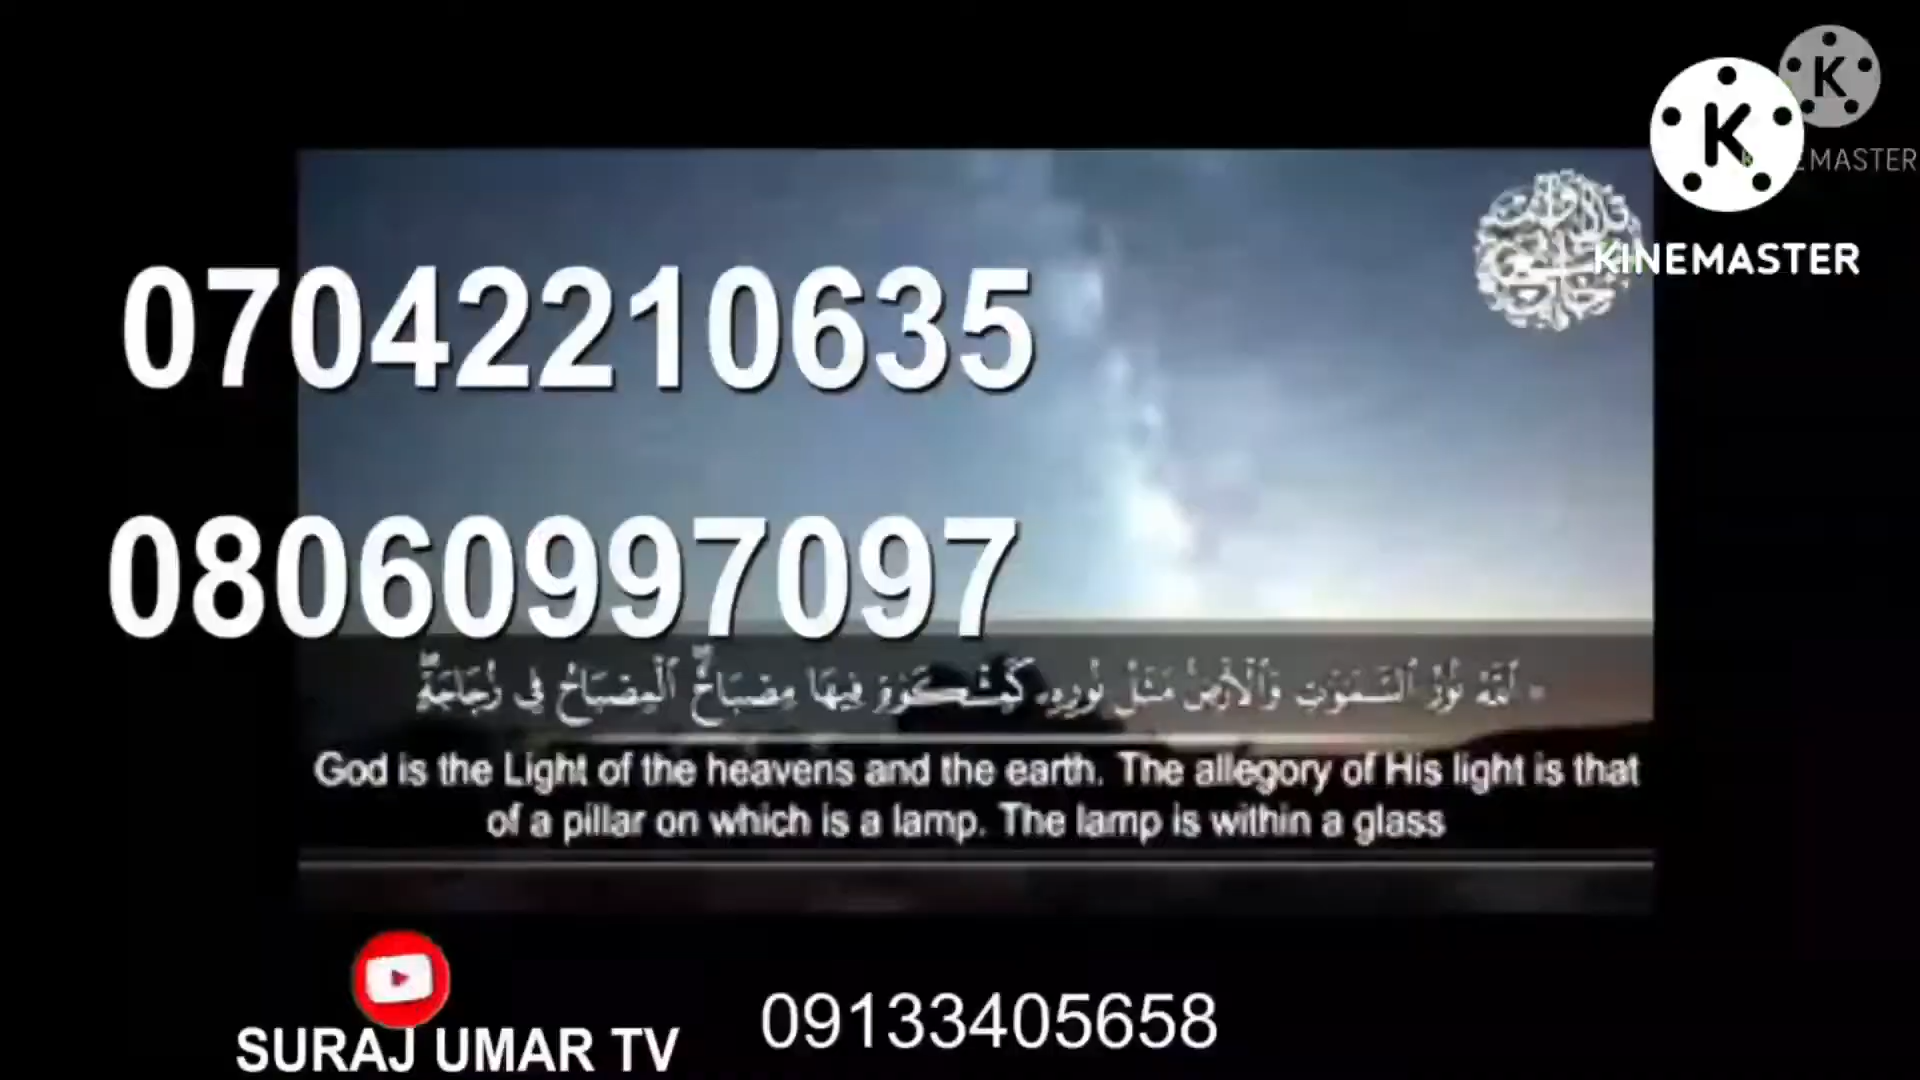 K
K
KINEMASTER
KINEMASTER
07042210635
08060997097
ٱللَّهُ نُورُ ٱلسَّمَٰوَٰتِ وَٱلْأَرْضِ مَثَلُ نُورِهِۦ كَمِشْكَوٰةٍ فِيهَا مِصْبَاحٌ ٱلْمِصْبَاحُ فِى زُجَاجَةٍ
God is the Light of the heavens and the earth. The allegory of His light is that
of a pillar on which is a lamp. The lamp is within a glass
SURAJ UMAR TV
09133405658